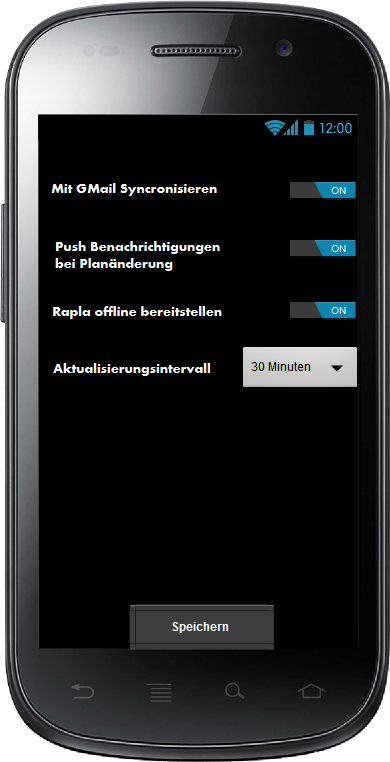 12:00
Mit GMail Syncronisieren
ON
Push Benachrichtigungen
bei Planänderung
ON
Rapla offline bereitstellen
ON
Aktualisierungsintervall
30 Minuten
Speichern